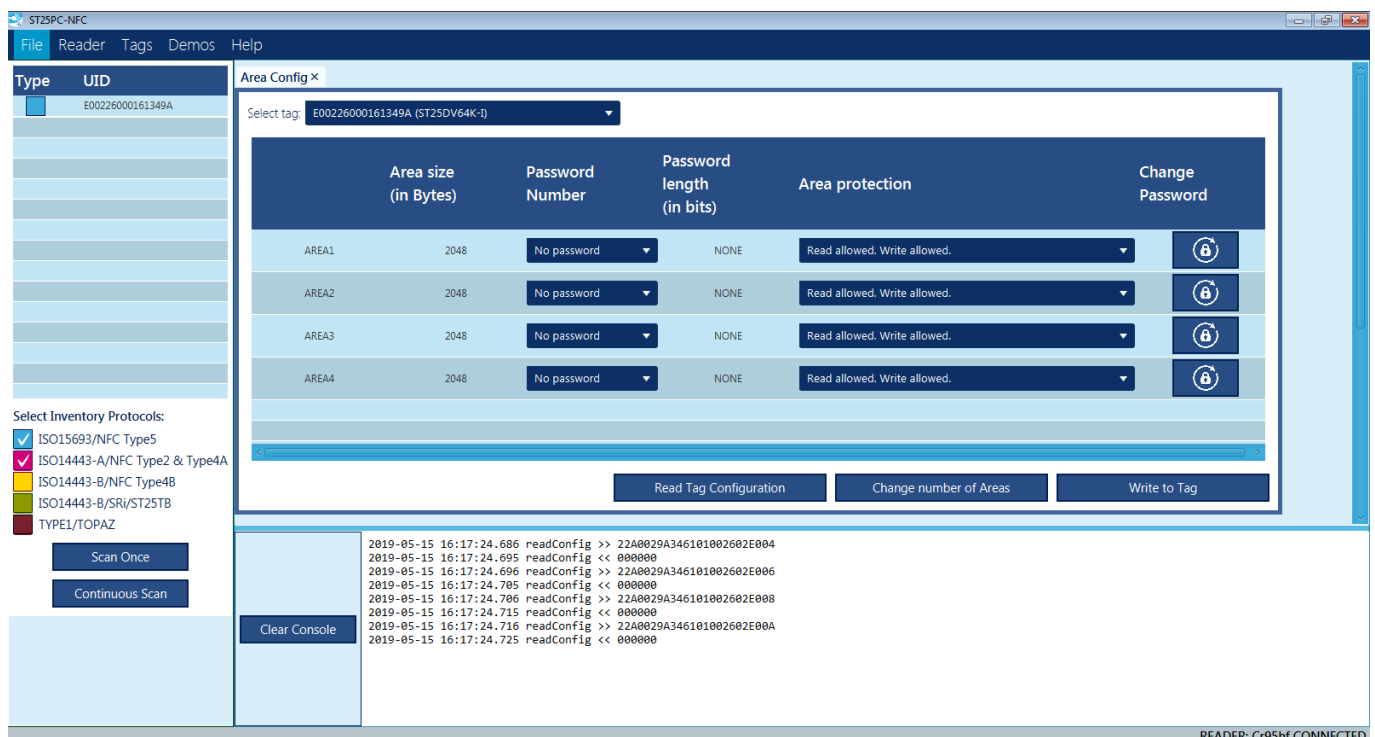 ST25PC-NFC
File Reader Tags Demos Help
Type UID
E00226000161349A
Select Inventory Protocols:
ISO15693/NFC Type5
ISO14443-A/NFC Type2 & Type4A
ISO14443-B/NFC Type4B
ISO14443-B/SRi/ST25TB
TYPE1/TOPAZ
Scan Once
Continuous Scan
Area Config ×
Select tag: E00226000161349A (ST25DV64K-I)
Area size (in Bytes) Password Number Password length (in bits) Area protection Change Password
AREA1 2048 No password NONE Read allowed. Write allowed.
AREA2 2048 No password NONE Read allowed. Write allowed.
AREA3 2048 No password NONE Read allowed. Write allowed.
AREA4 2048 No password NONE Read allowed. Write allowed.
Read Tag Configuration Change number of Areas Write to Tag
Clear Console
2019-05-15 16:17:24.686 readConfig >> 22A0029A346101002602E004
2019-05-15 16:17:24.695 readConfig << 000000
2019-05-15 16:17:24.696 readConfig >> 22A0029A346101002602E006
2019-05-15 16:17:24.705 readConfig << 000000
2019-05-15 16:17:24.706 readConfig >> 22A0029A346101002602E008
2019-05-15 16:17:24.715 readConfig << 000000
2019-05-15 16:17:24.716 readConfig >> 22A0029A346101002602E00A
2019-05-15 16:17:24.725 readConfig << 000000
READER: Cr95hf CONNECTED